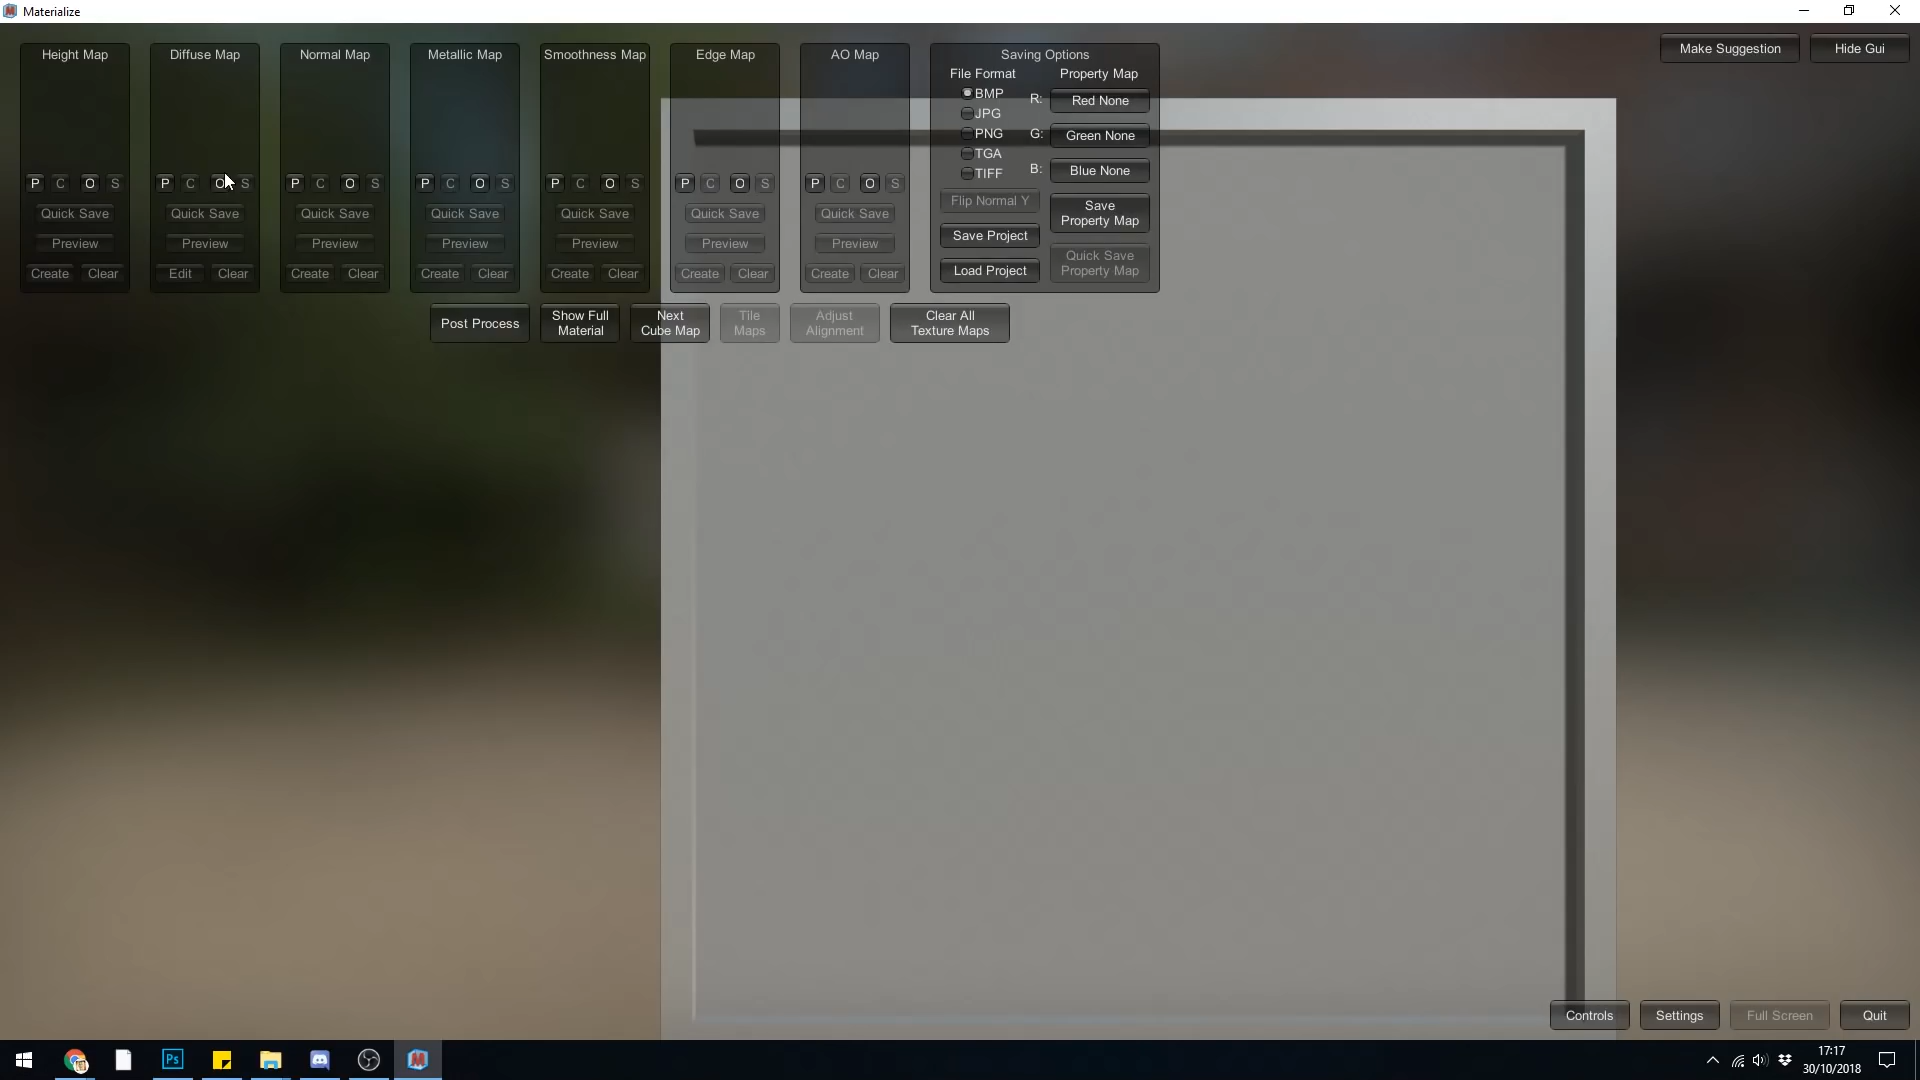 Materialize
Height Map
P C O S
Quick Save
Preview
Create Clear
Diffuse Map
P C O S
Quick Save
Preview
Edit Clear
Normal Map
P C O S
Quick Save
Preview
Create Clear
Metallic Map
P C O S
Quick Save
Preview
Create Clear
Smoothness Map
P C O S
Quick Save
Preview
Create Clear
Edge Map
P C O S
Quick Save
Preview
Create Clear
AO Map
P C O S
Quick Save
Preview
Create Clear
Saving Options
File Format
BMP
JPG
PNG
TGA
TIFF
Flip Normal Y
Save Project
Load Project
Property Map
R: Red None
G: Green None
B: Blue None
Save
Property Map
Quick Save
Property Map
Make Suggestion
Hide Gui
Post Process
Show Full
Material
Next
Cube Map
Tile
Maps
Adjust
Alignment
Clear All
Texture Maps
Controls
Settings
Full Screen
Quit
Ps
17:17
30/10/2018